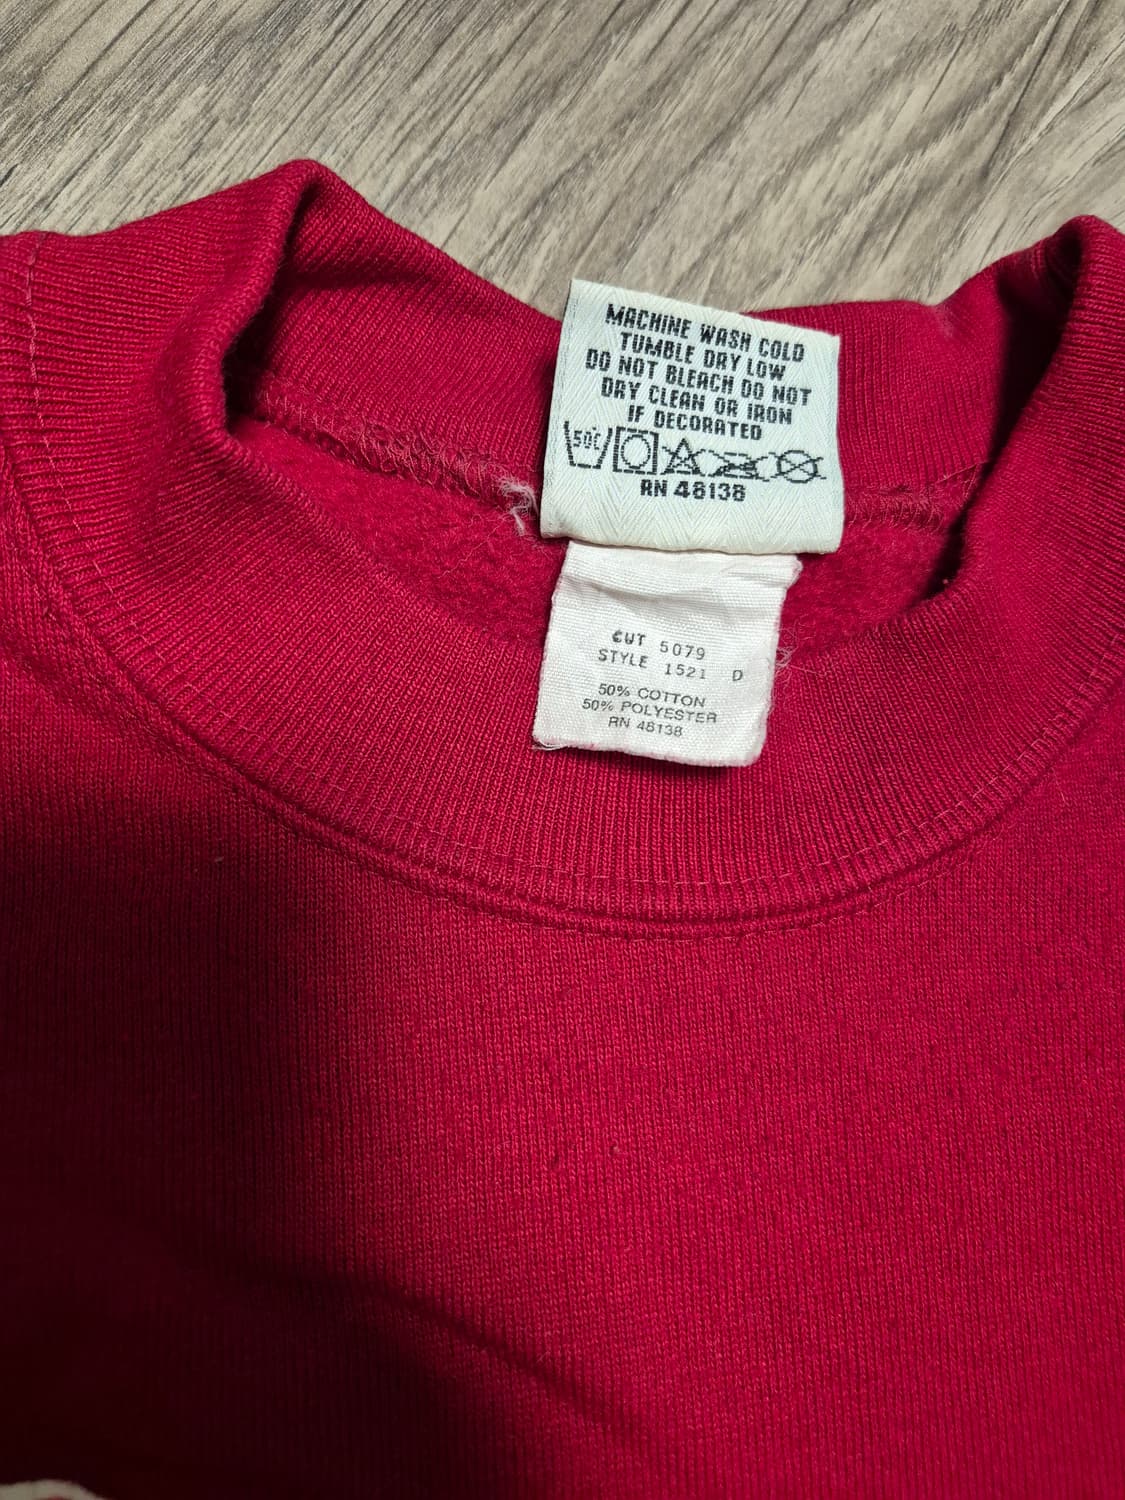 MACHINE WASH COLD
TUMBLE DRY LOW
DO NOT BLEACH DO NOT
DRY CLEAN OR IRON
IF DECORATED
50C
RN 48138
CUT 5079
STYLE 1521 D
50% COTTON
50% POLYESTER
RN 48138